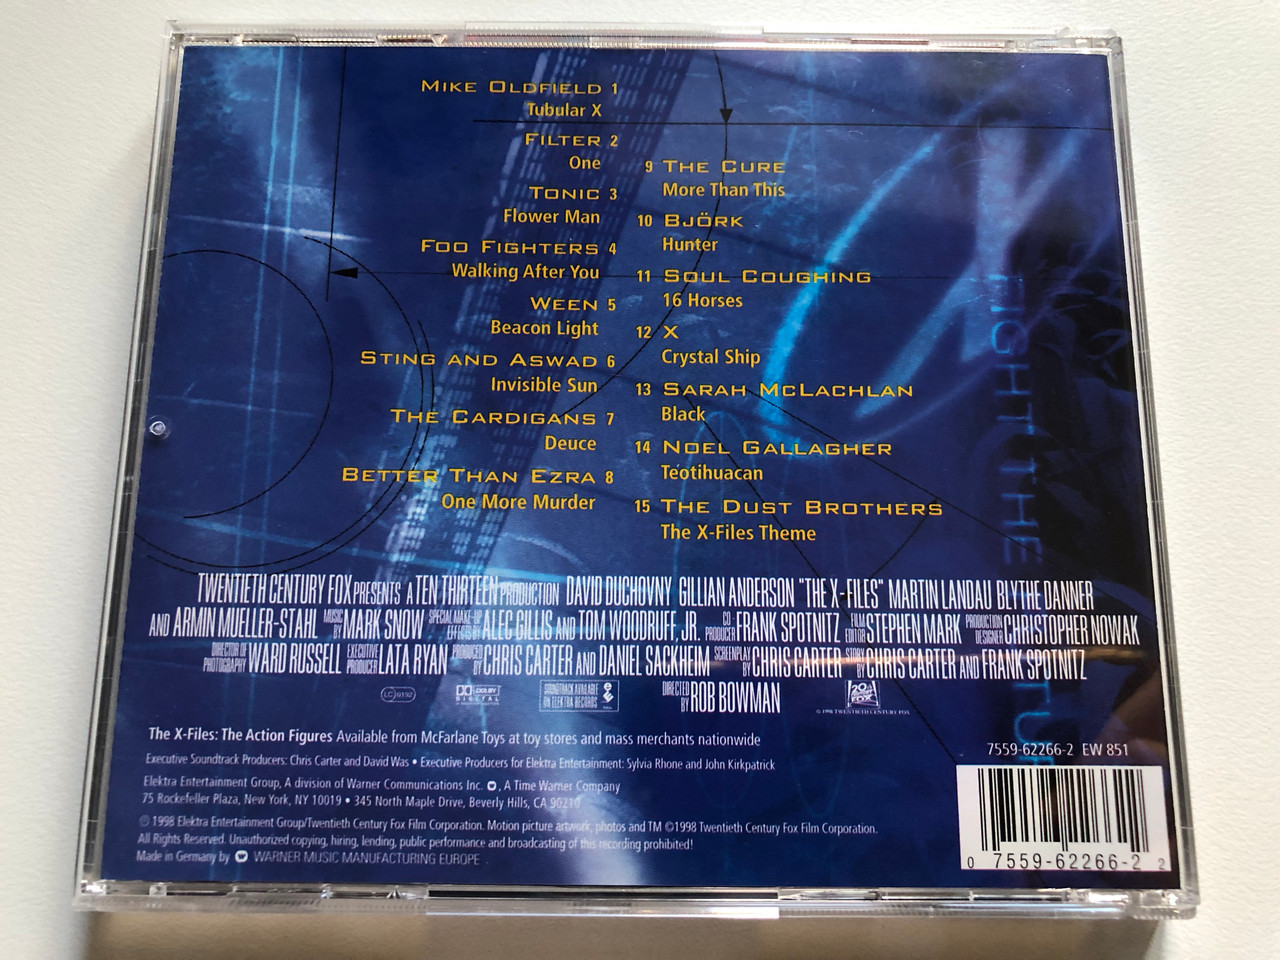 MIKE OLDFIELD 1
Tubular X
FILTER 2
One
TONIC 3
Flower Man
FOO FIGHTERS 4
Walking After You
WEEN 5
Beacon Light
STING AND ASWAD 6
Invisible Sun
THE CARDIGANS 7
Deuce
BETTER THAN EZRA 8
One More Murder
9 THE CURE
More Than This
10 BJÖRK
Hunter
11 SOUL COUGHING
16 Horses
12 X
Crystal Ship
13 SARAH MCLACHLAN
Black
14 NOEL GALLAGHER
Teotihuacan
15 THE DUST BROTHERS
The X-Files Theme
FIGHT THE
TWENTIETH CENTURY FOX PRESENTS A TEN THIRTEEN PRODUCTION DAVID DUCHOVNY GILLIAN ANDERSON "THE X-FILES" MARTIN LANDAU BLYTHE DANNER
AND ARMIN MUELLER-STAHL MUSIC BY MARK SNOW SPECIAL MAKE-UP EFFECTS BY ALEC GILLIS AND TOM WOODRUFF, JR. CO-PRODUCER FRANK SPOTNITZ FILM EDITOR STEPHEN MARK PRODUCTION DESIGNER CHRISTOPHER NOWAK
DIRECTOR OF PHOTOGRAPHY WARD RUSSELL EXECUTIVE PRODUCER LATA RYAN PRODUCED BY CHRIS CARTER AND DANIEL SACKHEIM SCREENPLAY BY CHRIS CARTER STORY BY CHRIS CARTER AND FRANK SPOTNITZ
LC 0192 DOLBY DIGITAL SOUNDTRACK AVAILABLE ON ELEKTRA RECORDS DIRECTED BY ROB BOWMAN 20th CENTURY FOX
© 1998 TWENTIETH CENTURY FOX
The X-Files: The Action Figures Available from McFarlane Toys at toy stores and mass merchants nationwide
Executive Soundtrack Producers: Chris Carter and David Was • Executive Producers for Elektra Entertainment: Sylvia Rhone and John Kirkpatrick
Elektra Entertainment Group, A division of Warner Communications Inc. , A Time Warner Company
75 Rockefeller Plaza, New York, NY 10019 • 345 North Maple Drive, Beverly Hills, CA 90210
℗ 1998 Elektra Entertainment Group/Twentieth Century Fox Film Corporation. Motion picture artwork, photos and TM ©1998 Twentieth Century Fox Film Corporation.
All Rights Reserved. Unauthorized copying, hiring, lending, public performance and broadcasting of this recording prohibited!
Made in Germany by WARNER MUSIC MANUFACTURING EUROPE .
7559-62266-2 EW 851
0 7559-62266-2 2